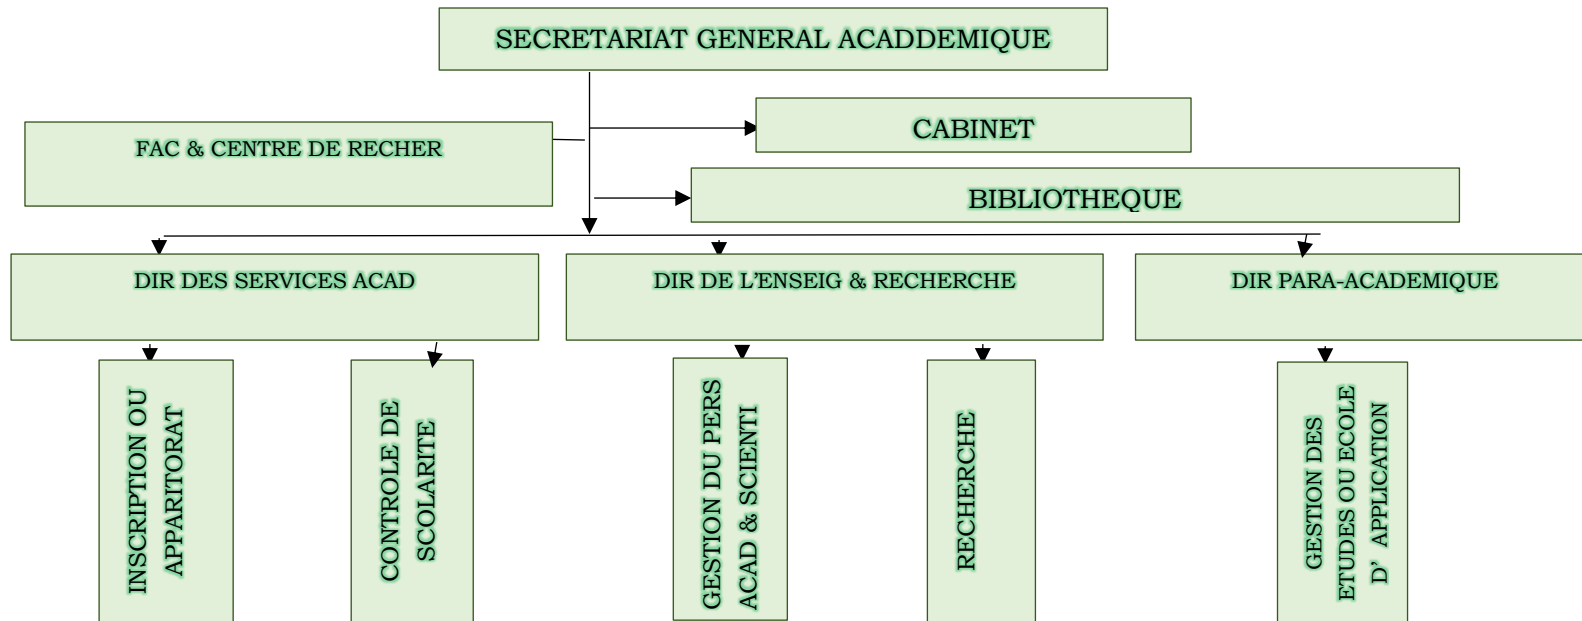 SECRETARIAT GENERAL ACADDEMIQUE
CABINET
FAC & CENTRE DE RECHER
BIBLIOTHEQUE
DIR DES SERVICES ACAD
DIR DE L'ENSEIG & RECHERCHE
DIR PARA-ACADEMIQUE
INSCRIPTION OU
APPARITORAT
CONTROLE DE
SCOLARITE
GESTION DU PERS
ACAD & SCIENTI
RECHERCHE
GESTION DES
ETUDES OU ECOLE
D' APPLICATION